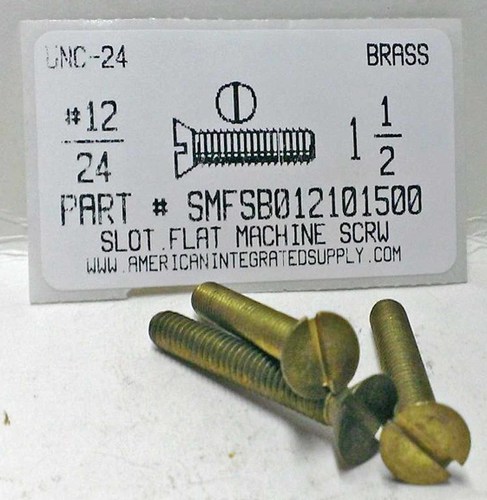 UNC-24 BRASS
#12
24
1 1/2
PART # SMFSB012101500
SLOT FLAT MACHINE SCRW
WWW.AMERICANINTEGRATEDSUPPLY.COM